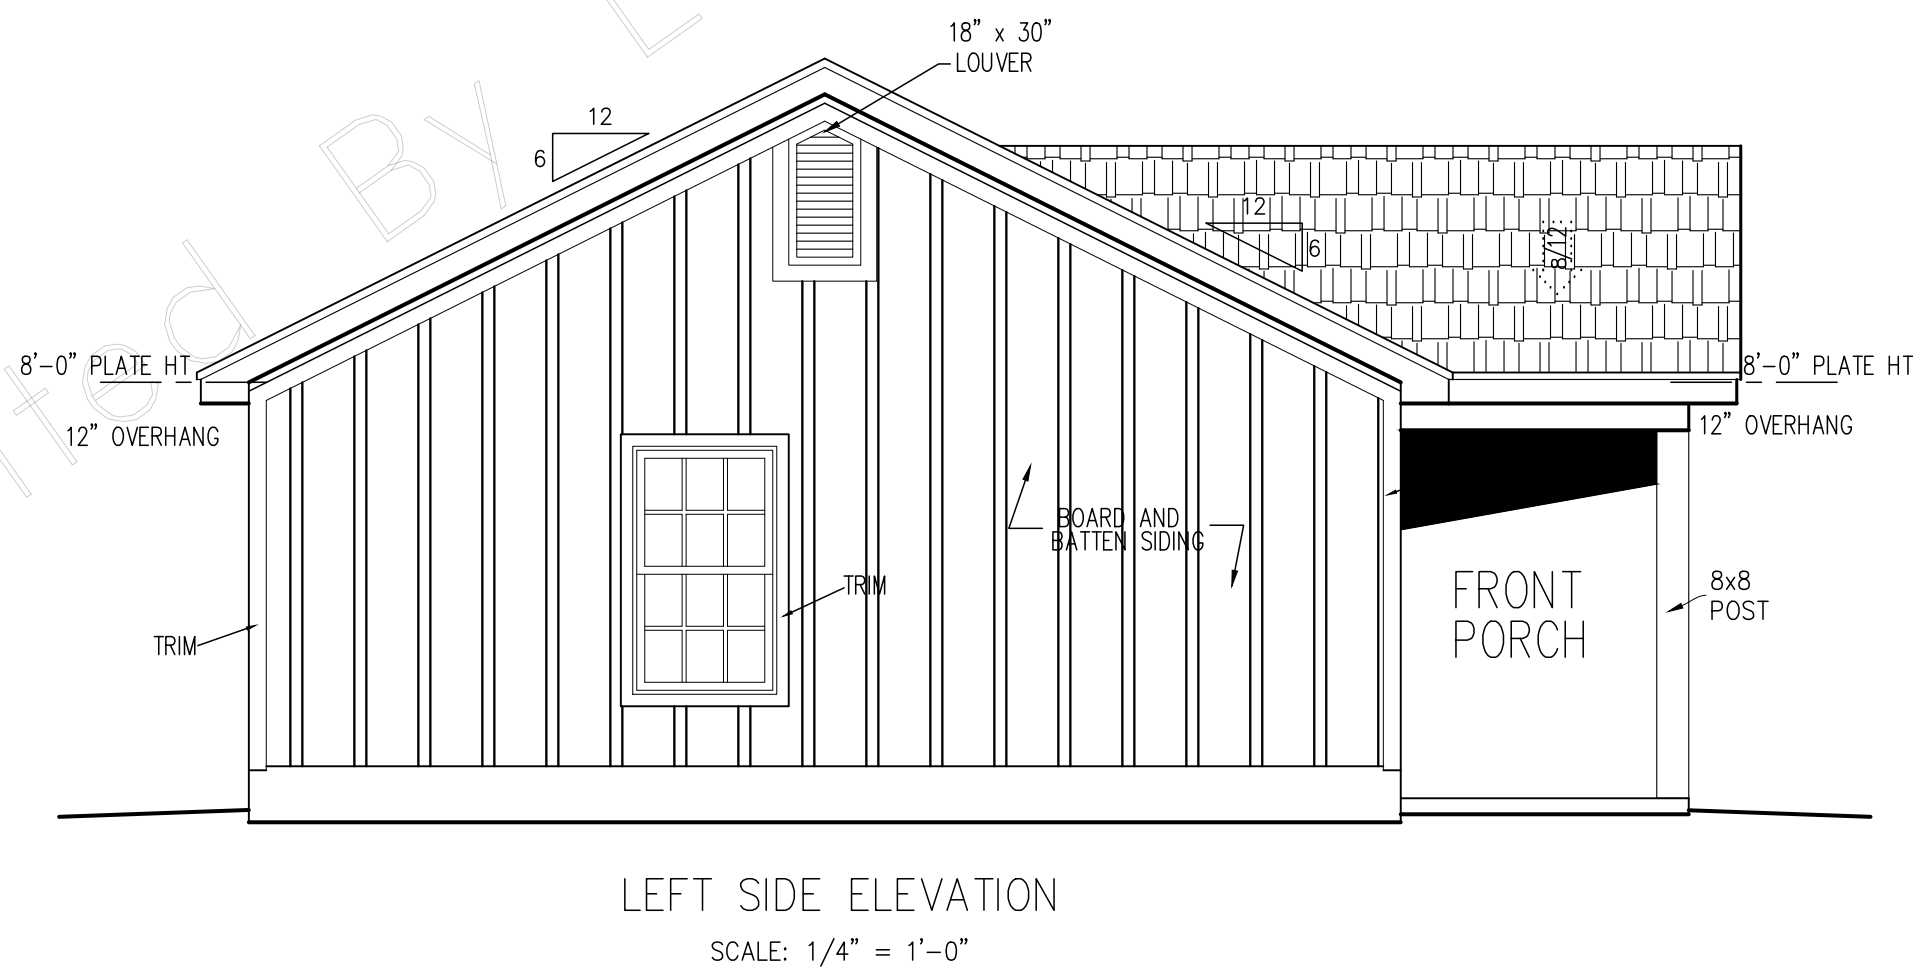 ted By L
18" x 30"
LOUVER
12
6
12
6
8/12
8'-0" PLATE HT
8'-0" PLATE HT
12" OVERHANG
12" OVERHANG
BOARD AND
BATTEN SIDING
TRIM
TRIM
FRONT
PORCH
8x8
POST
LEFT SIDE ELEVATION
SCALE: 1/4" = 1'-0"